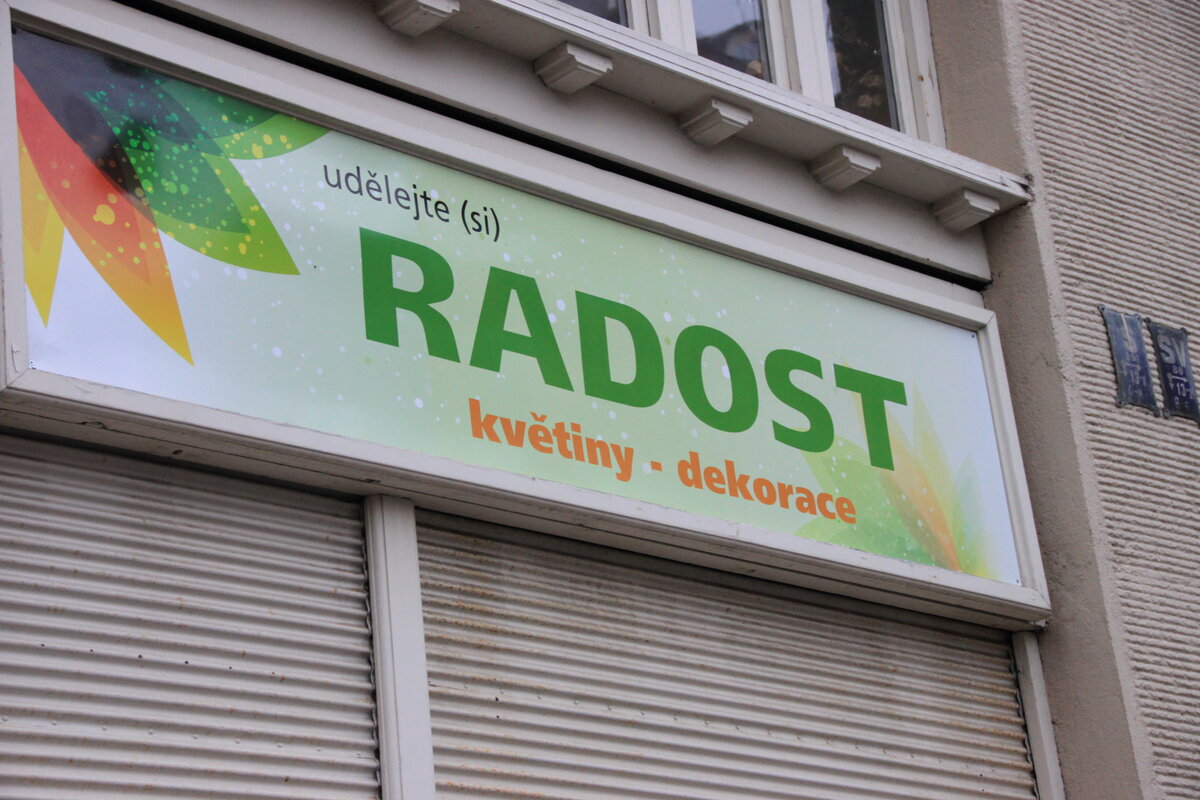 udělejte (si)
RADOST
květiny - dekorace